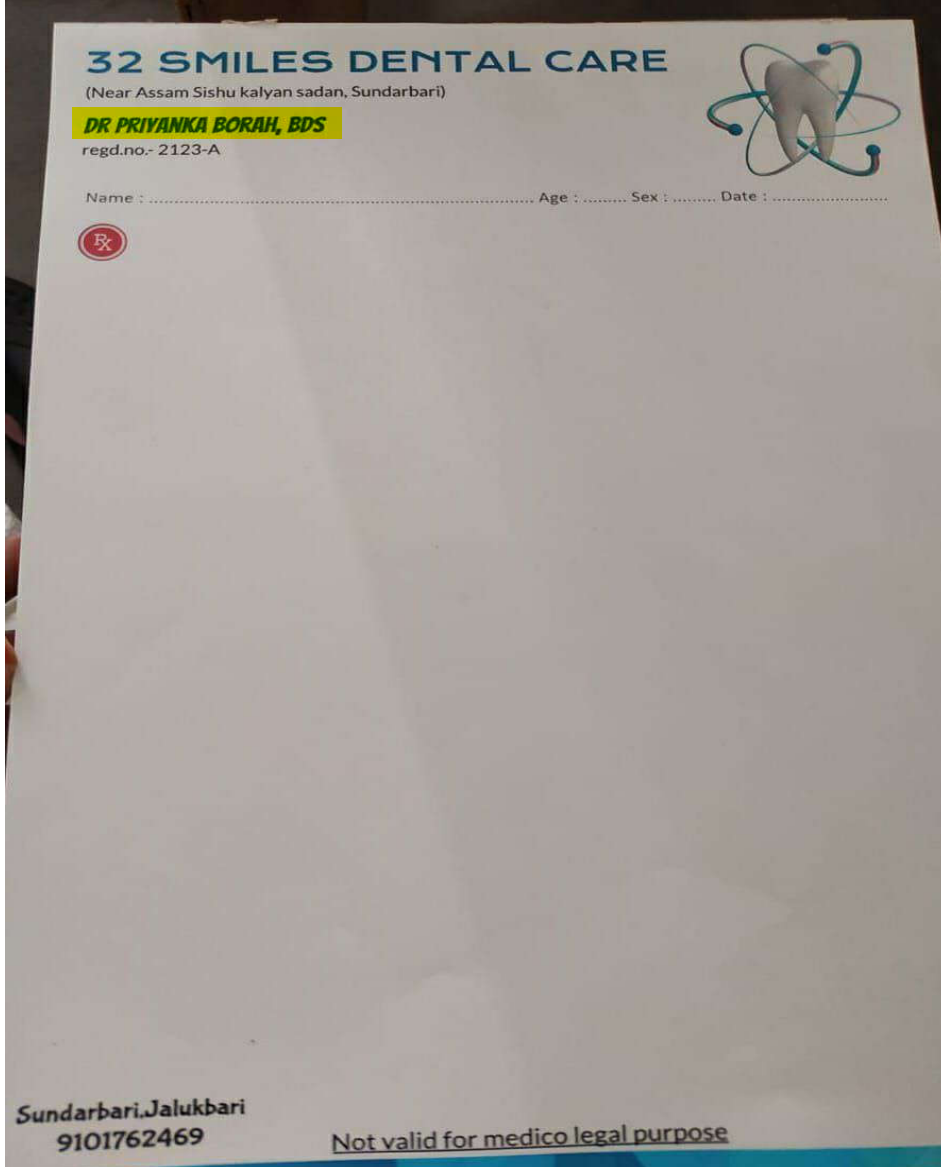 32 SMILES DENTAL CARE
(Near Assam Sishu kalyan sadan, Sundarbari)
DR PRIYANKA BORAH, BDS
regd.no.- 2123-A
Name : ........................................................................ Age : ......... Sex : ......... Date : ........................
Rx
Sundarbari,Jalukbari
9101762469
Not valid for medico legal purpose